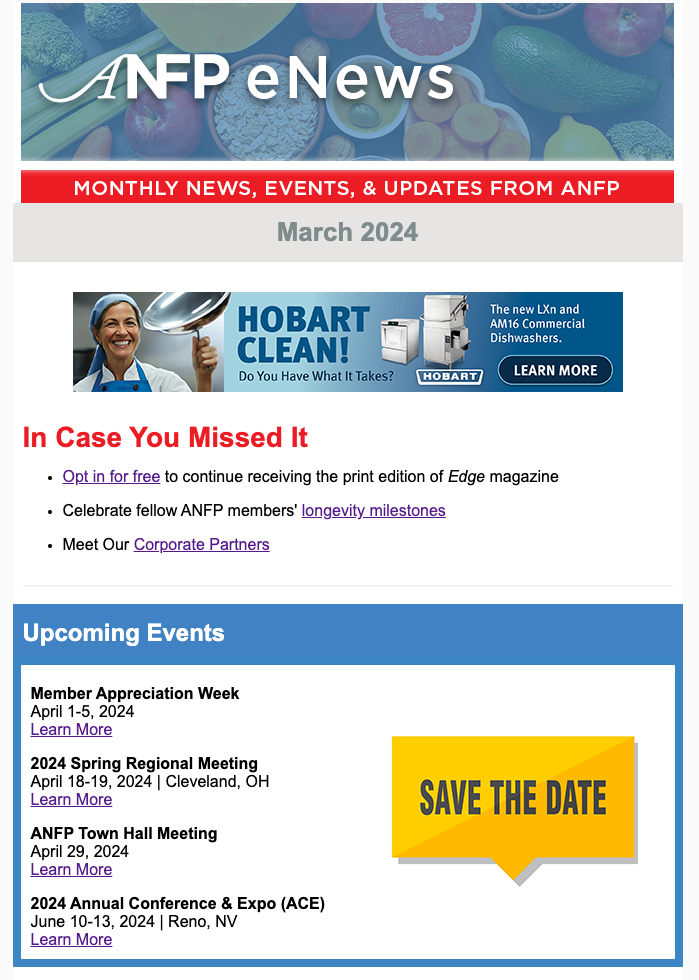 ANFP eNews
MONTHLY NEWS, EVENTS, & UPDATES FROM ANFP
March 2024
HOBART
CLEAN!
Do You Have What It Takes?
HOBART
The new LXn and
AM16 Commercial
Dishwashers.
LEARN MORE
In Case You Missed It
• Opt in for free to continue receiving the print edition of Edge magazine
• Celebrate fellow ANFP members' longevity milestones
• Meet Our Corporate Partners
Upcoming Events
Member Appreciation Week
April 1-5, 2024
Learn More
2024 Spring Regional Meeting
April 18-19, 2024 | Cleveland, OH
Learn More
ANFP Town Hall Meeting
April 29, 2024
Learn More
2024 Annual Conference & Expo (ACE)
June 10-13, 2024 | Reno, NV
Learn More
SAVE THE DATE